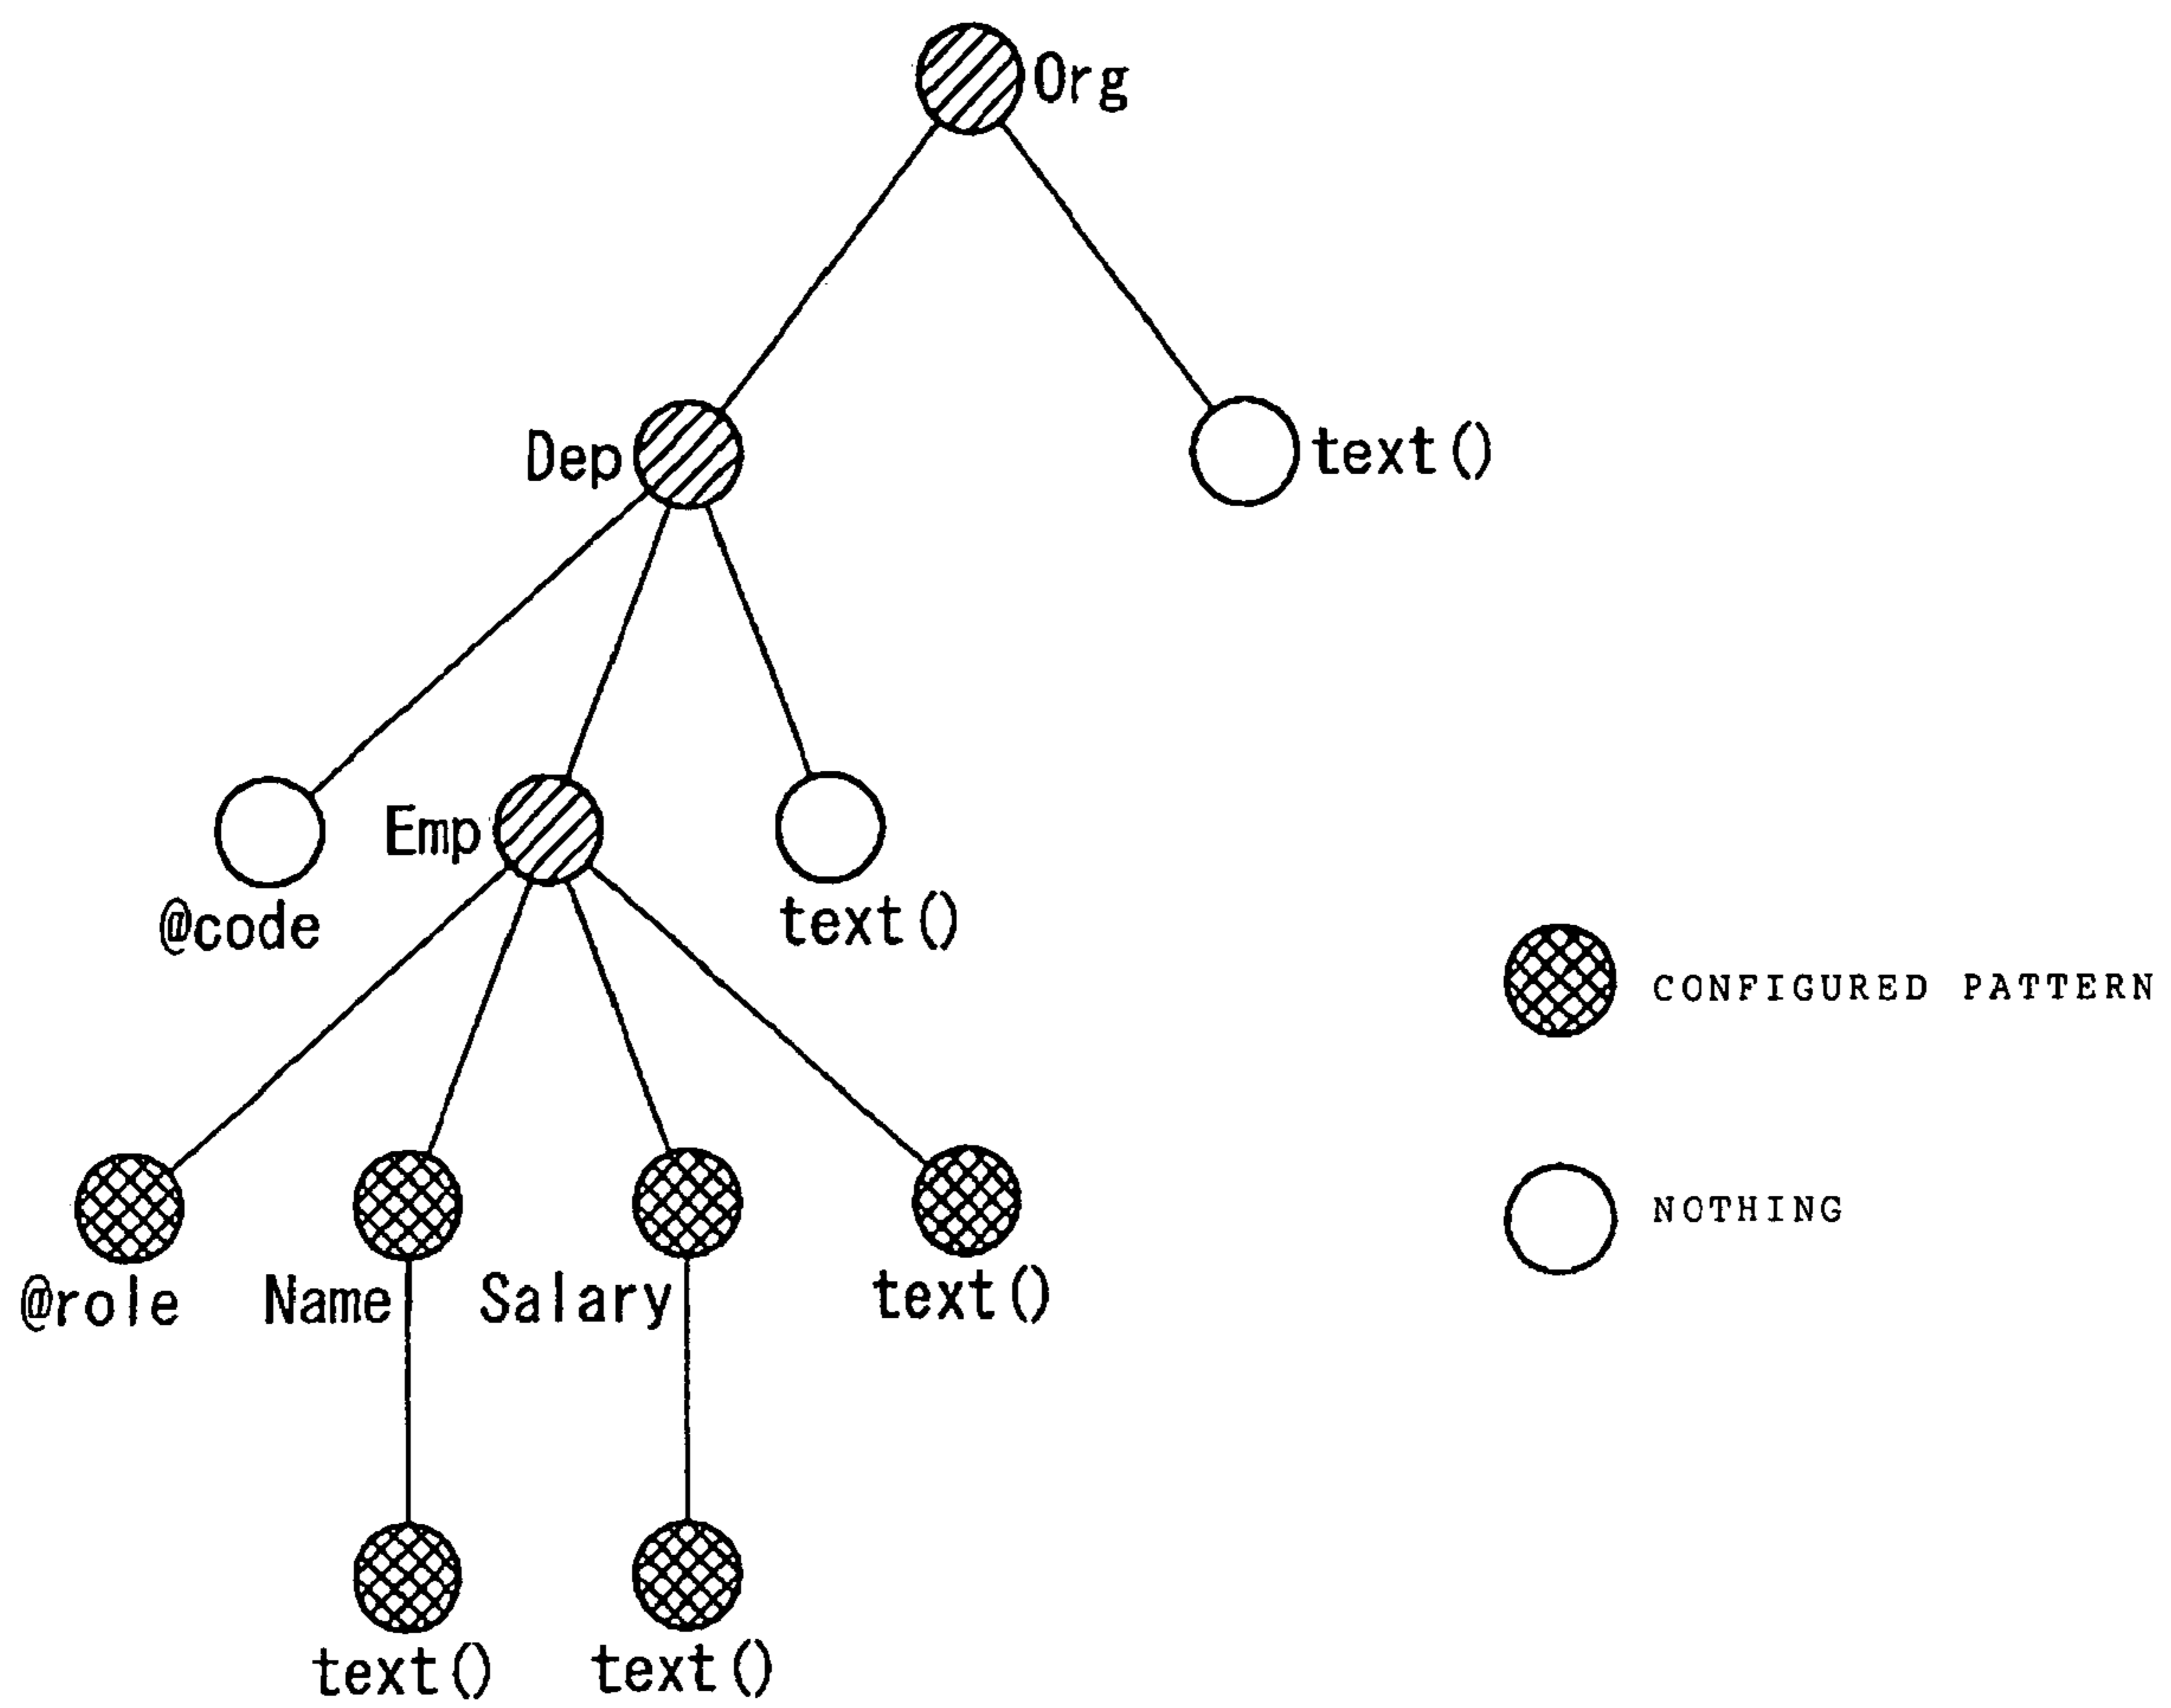 Org
Dep
text()
@code
Emp
text()
CONFIGURED PATTERN
NOTHING
@role
Name
Salary
text()
text()
text()